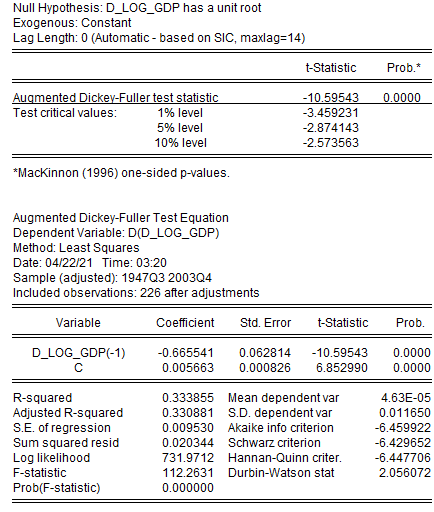 Null Hypothesis: D_LOG_GDP has a unit root
Exogenous: Constant
Lag Length: 0 (Automatic - based on SIC, maxlag=14)
t-Statistic Prob.*
Augmented Dickey-Fuller test statistic -10.59543 0.0000
Test critical values: 1% level -3.459231
5% level -2.874143
10% level -2.573563
*MacKinnon (1996) one-sided p-values.
Augmented Dickey-Fuller Test Equation
Dependent Variable: D(D_LOG_GDP)
Method: Least Squares
Date: 04/22/21 Time: 03:20
Sample (adjusted): 1947Q3 2003Q4
Included observations: 226 after adjustments
Variable Coefficient Std. Error t-Statistic Prob.
D_LOG_GDP(-1) -0.665541 0.062814 -10.59543 0.0000
C 0.005663 0.000826 6.852990 0.0000
R-squared 0.333855 Mean dependent var 4.63E-05
Adjusted R-squared 0.330881 S.D. dependent var 0.011650
S.E. of regression 0.009530 Akaike info criterion -6.459922
Sum squared resid 0.020344 Schwarz criterion -6.429652
Log likelihood 731.9712 Hannan-Quinn criter. -6.447706
F-statistic 112.2631 Durbin-Watson stat 2.056072
Prob(F-statistic) 0.000000